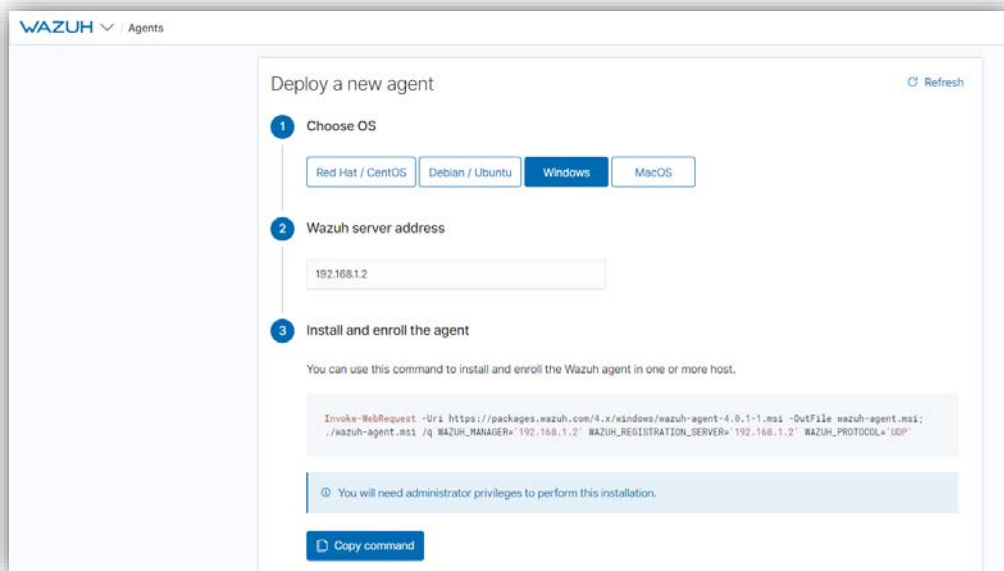 WAZUH / Agents
Deploy a new agent
Refresh
1 Choose OS
Red Hat / CentOS Debian / Ubuntu Windows MacOS
2 Wazuh server address
192.168.1.2
3 Install and enroll the agent
You can use this command to install and enroll the Wazuh agent in one or more host.
Invoke-WebRequest -Uri https://packages.wazuh.com/4.x/windows/wazuh-agent-4.0.1-1.msi -OutFile wazuh-agent.msi;
./wazuh-agent.msi /q WAZUH_MANAGER='192.168.1.2' WAZUH_REGISTRATION_SERVER='192.168.1.2' WAZUH_PROTOCOL='UDP'
You will need administrator privileges to perform this installation.
Copy command